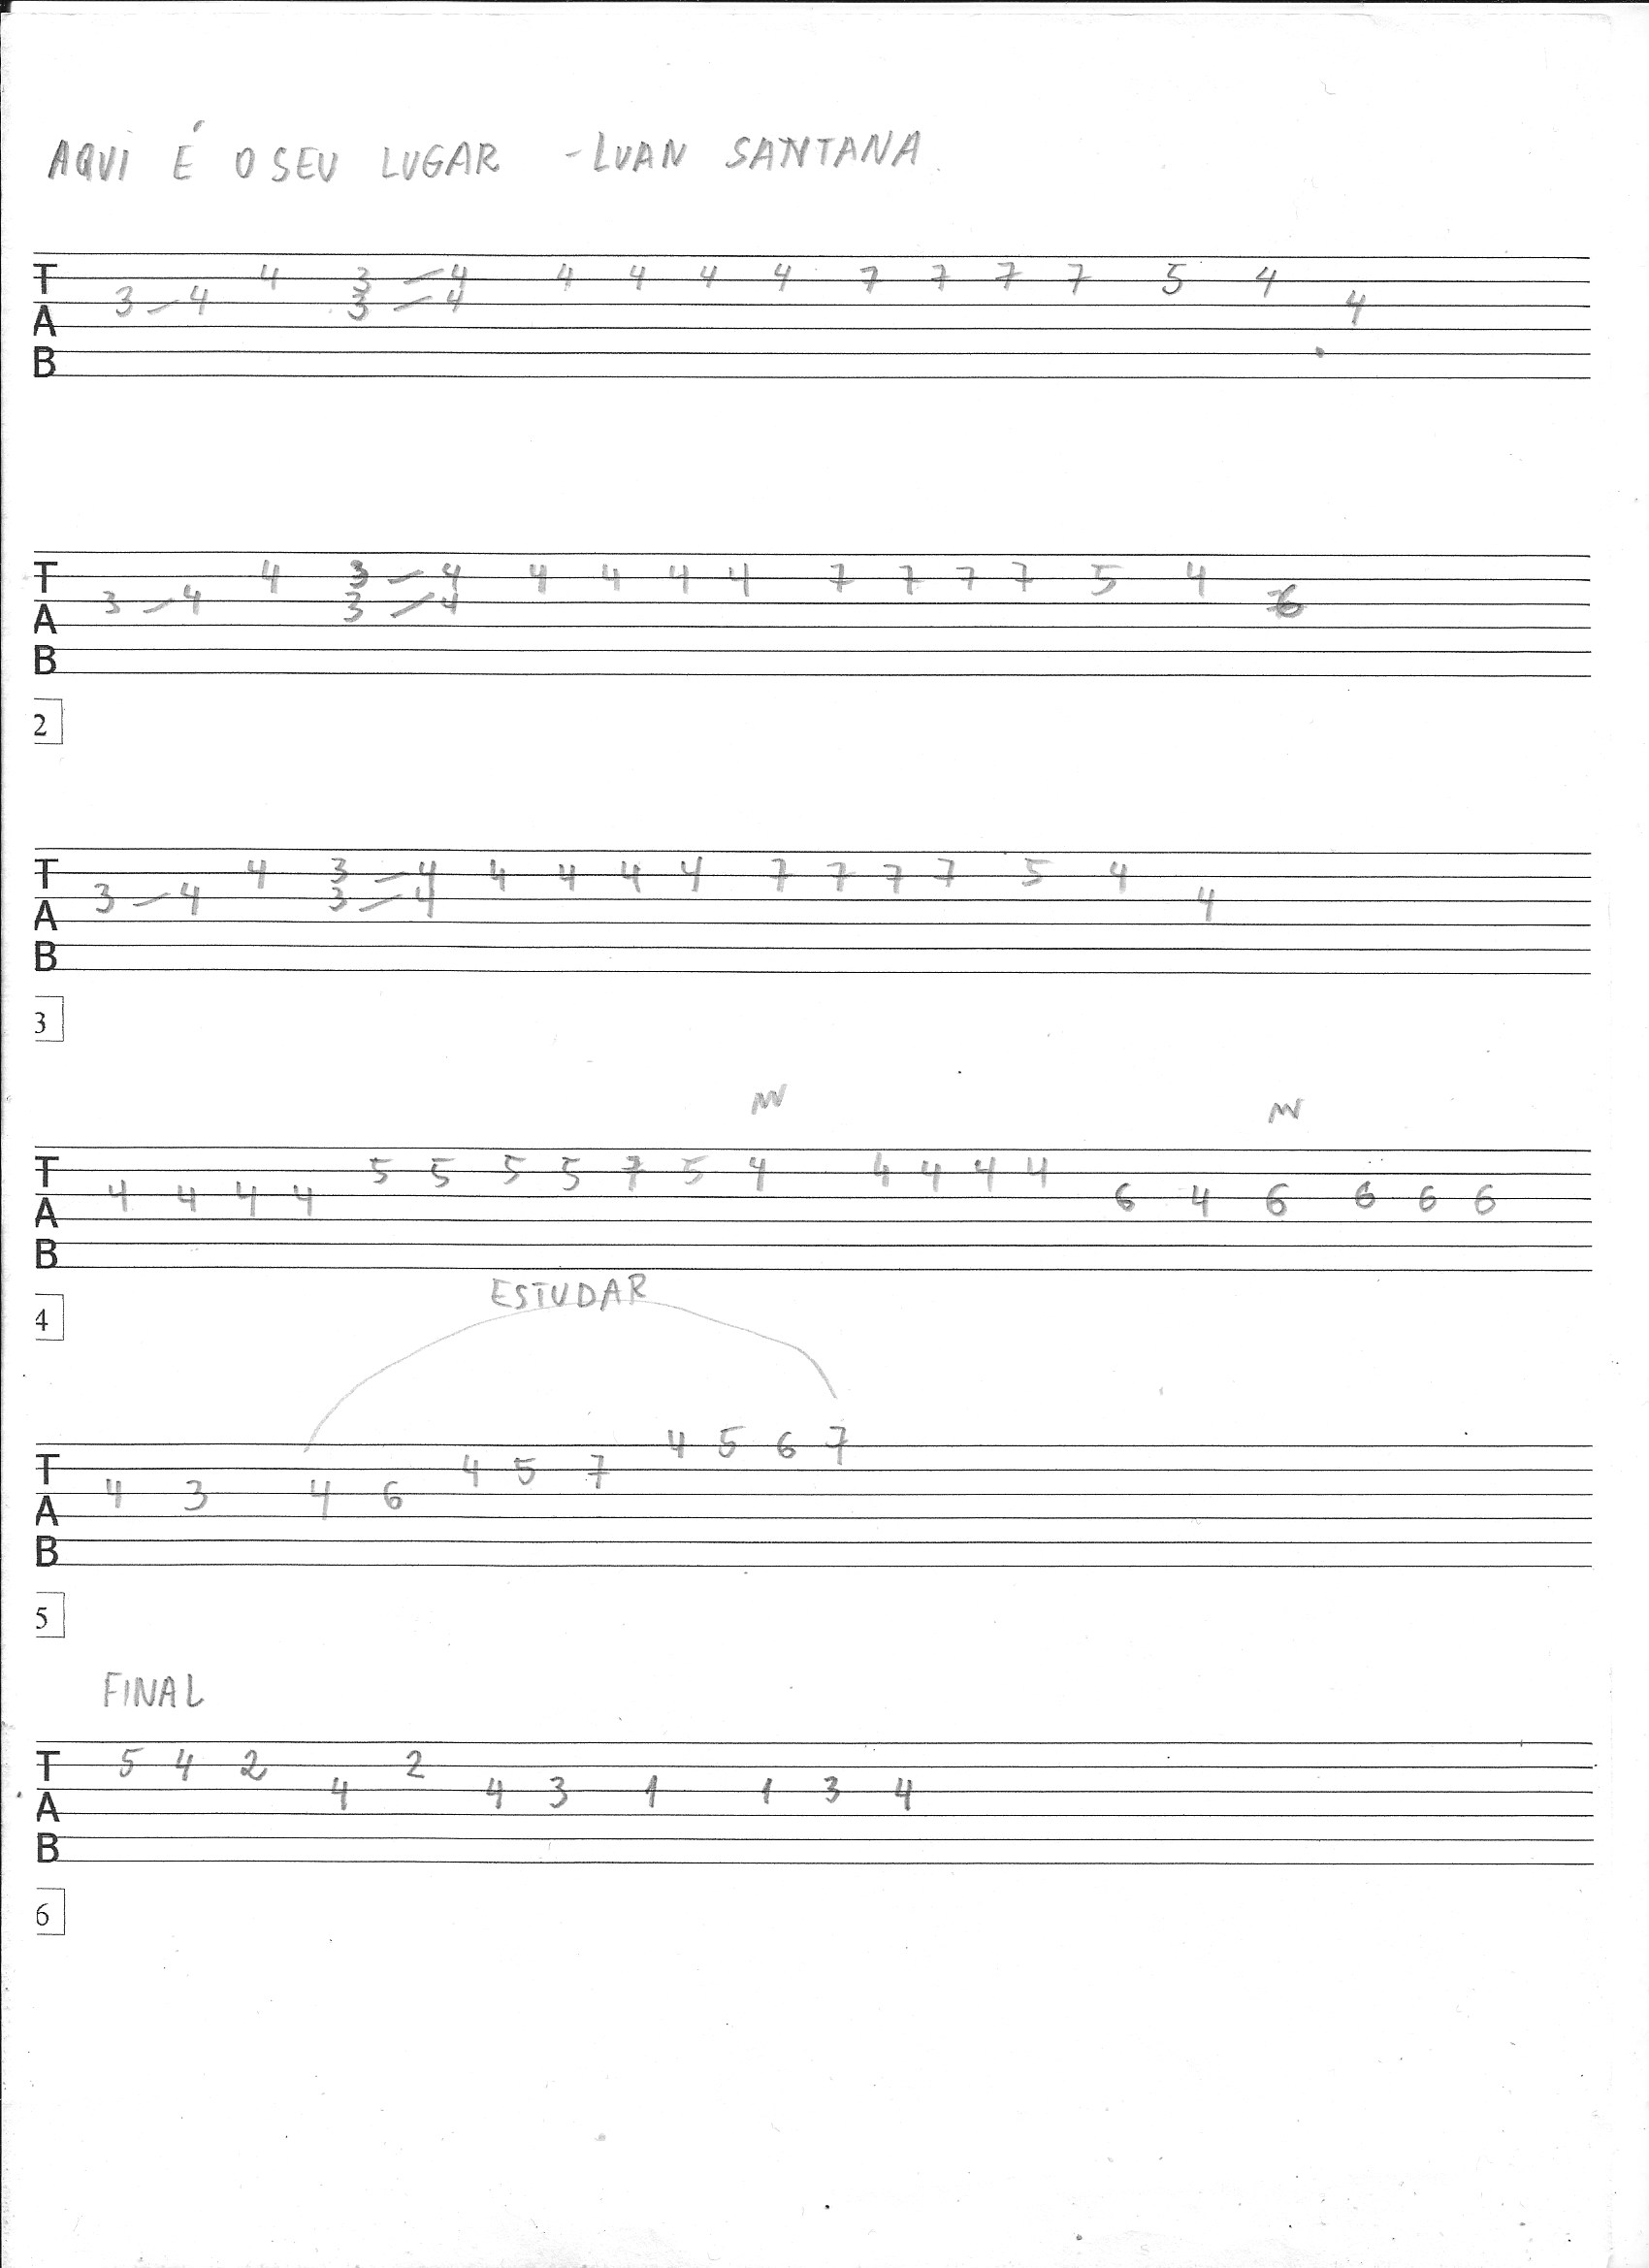 AQUI É O SEU LUGAR - LUAN SANTANA
T A B
4 3 – 4 4 4 4 4 7 7 7 7 5 4
3 – 4 3 – 4 4
T A B
4 3 – 4 4 4 4 4 7 7 7 7 5 4
3 – 4 3 – 4 6
2
T A B
4 3 – 4 4 4 4 4 7 7 7 7 5 4
3 – 4 3 – 4 4
3
T A B
5 5 5 5 7 5 4 4 4 4 4
4 4 4 4 6 4 6 6 6 6
4
ESTUDAR
T A B
4 5 6 7
4 5 7
4 3 4 6
5
FINAL
T A B
5 4 2 2
4 4 3 1 1 3 4
6